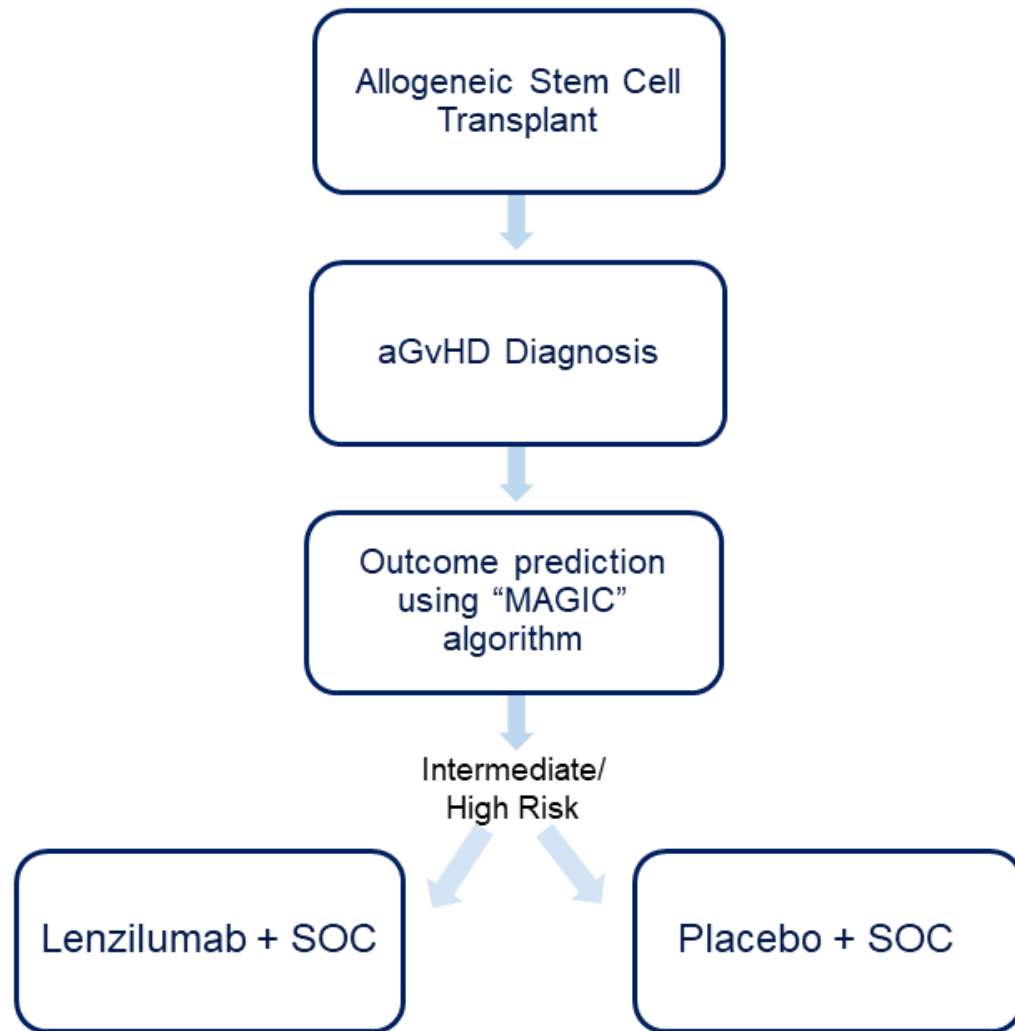 Allogeneic Stem Cell
Transplant
aGvHD Diagnosis
Outcome prediction
using “MAGIC”
algorithm
Intermediate/
High Risk
Lenzilumab + SOC
Placebo + SOC